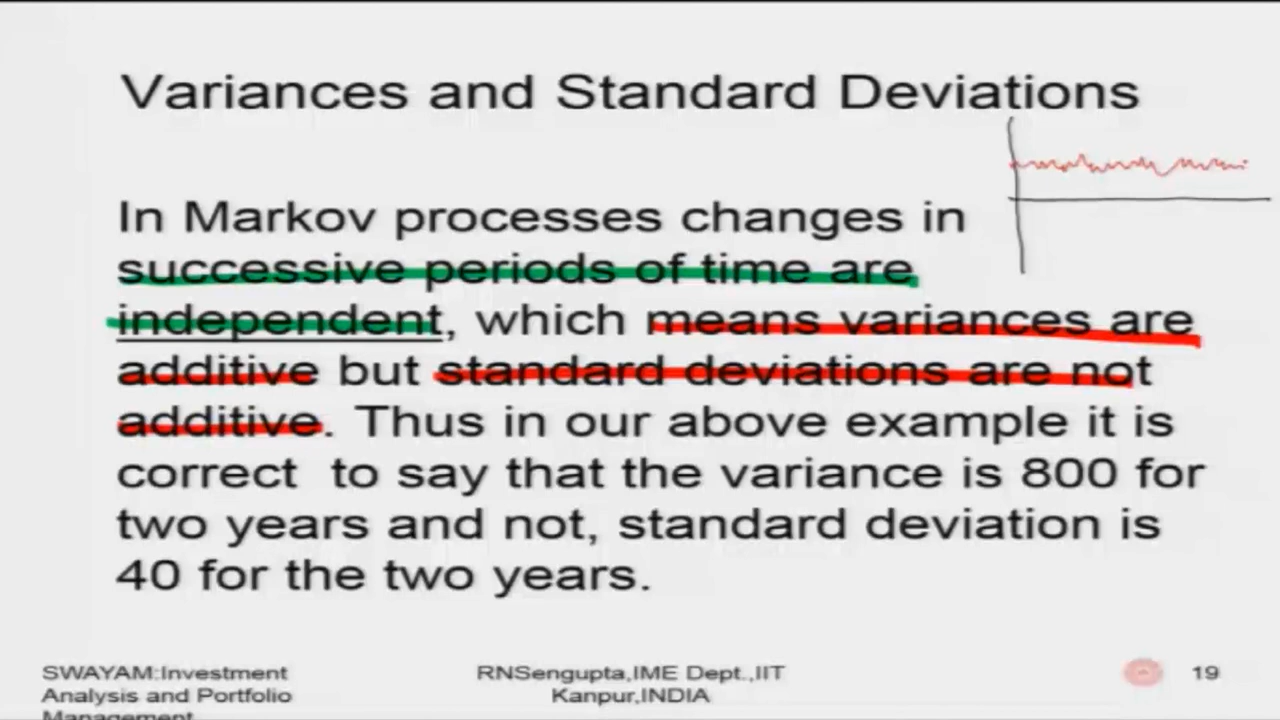 Variances and Standard Deviations
In Markov processes changes in
successive periods of time are
independent, which means variances are
additive but standard deviations are not
additive. Thus in our above example it is
correct to say that the variance is 800 for
two years and not, standard deviation is
40 for the two years.
SWAYAM:Investment
Analysis and Portfolio
Management
RNSengupta,IME Dept.,IIT
Kanpur,INDIA
19